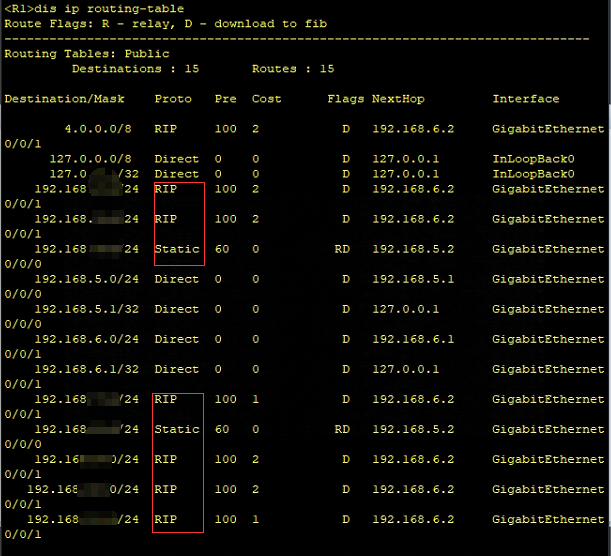 <R1>dis ip routing-table
Route Flags: R - relay, D - download to fib
------------------------------------------------------------------------------
Routing Tables: Public
Destinations : 15 Routes : 15
Destination/Mask Proto Pre Cost Flags NextHop Interface
4.0.0.0/8 RIP 100 2 D 192.168.6.2 GigabitEthernet
0/0/1
127.0.0.0/8 Direct 0 0 D 127.0.0.1 InLoopBack0
127.0 /32 Direct 0 0 D 127.0.0.1 InLoopBack0
192.168 /24 RIP 100 2 D 192.168.6.2 GigabitEthernet
0/0/1
192.168. /24 RIP 100 2 D 192.168.6.2 GigabitEthernet
0/0/1
192.168 /24 Static 60 0 RD 192.168.5.2 GigabitEthernet
0/0/0
192.168.5.0/24 Direct 0 0 D 192.168.5.1 GigabitEthernet
0/0/0
192.168.5.1/32 Direct 0 0 D 127.0.0.1 GigabitEthernet
0/0/0
192.168.6.0/24 Direct 0 0 D 192.168.6.1 GigabitEthernet
0/0/1
192.168.6.1/32 Direct 0 0 D 127.0.0.1 GigabitEthernet
0/0/1
192.168 /24 RIP 100 1 D 192.168.6.2 GigabitEthernet
0/0/1
192.168 /24 Static 60 0 RD 192.168.5.2 GigabitEthernet
0/0/0
192.16 0/24 RIP 100 2 D 192.168.6.2 GigabitEthernet
0/0/1
192.168 0/24 RIP 100 2 D 192.168.6.2 GigabitEthernet
0/0/1
192.168 /24 RIP 100 1 D 192.168.6.2 GigabitEthernet
0/0/1